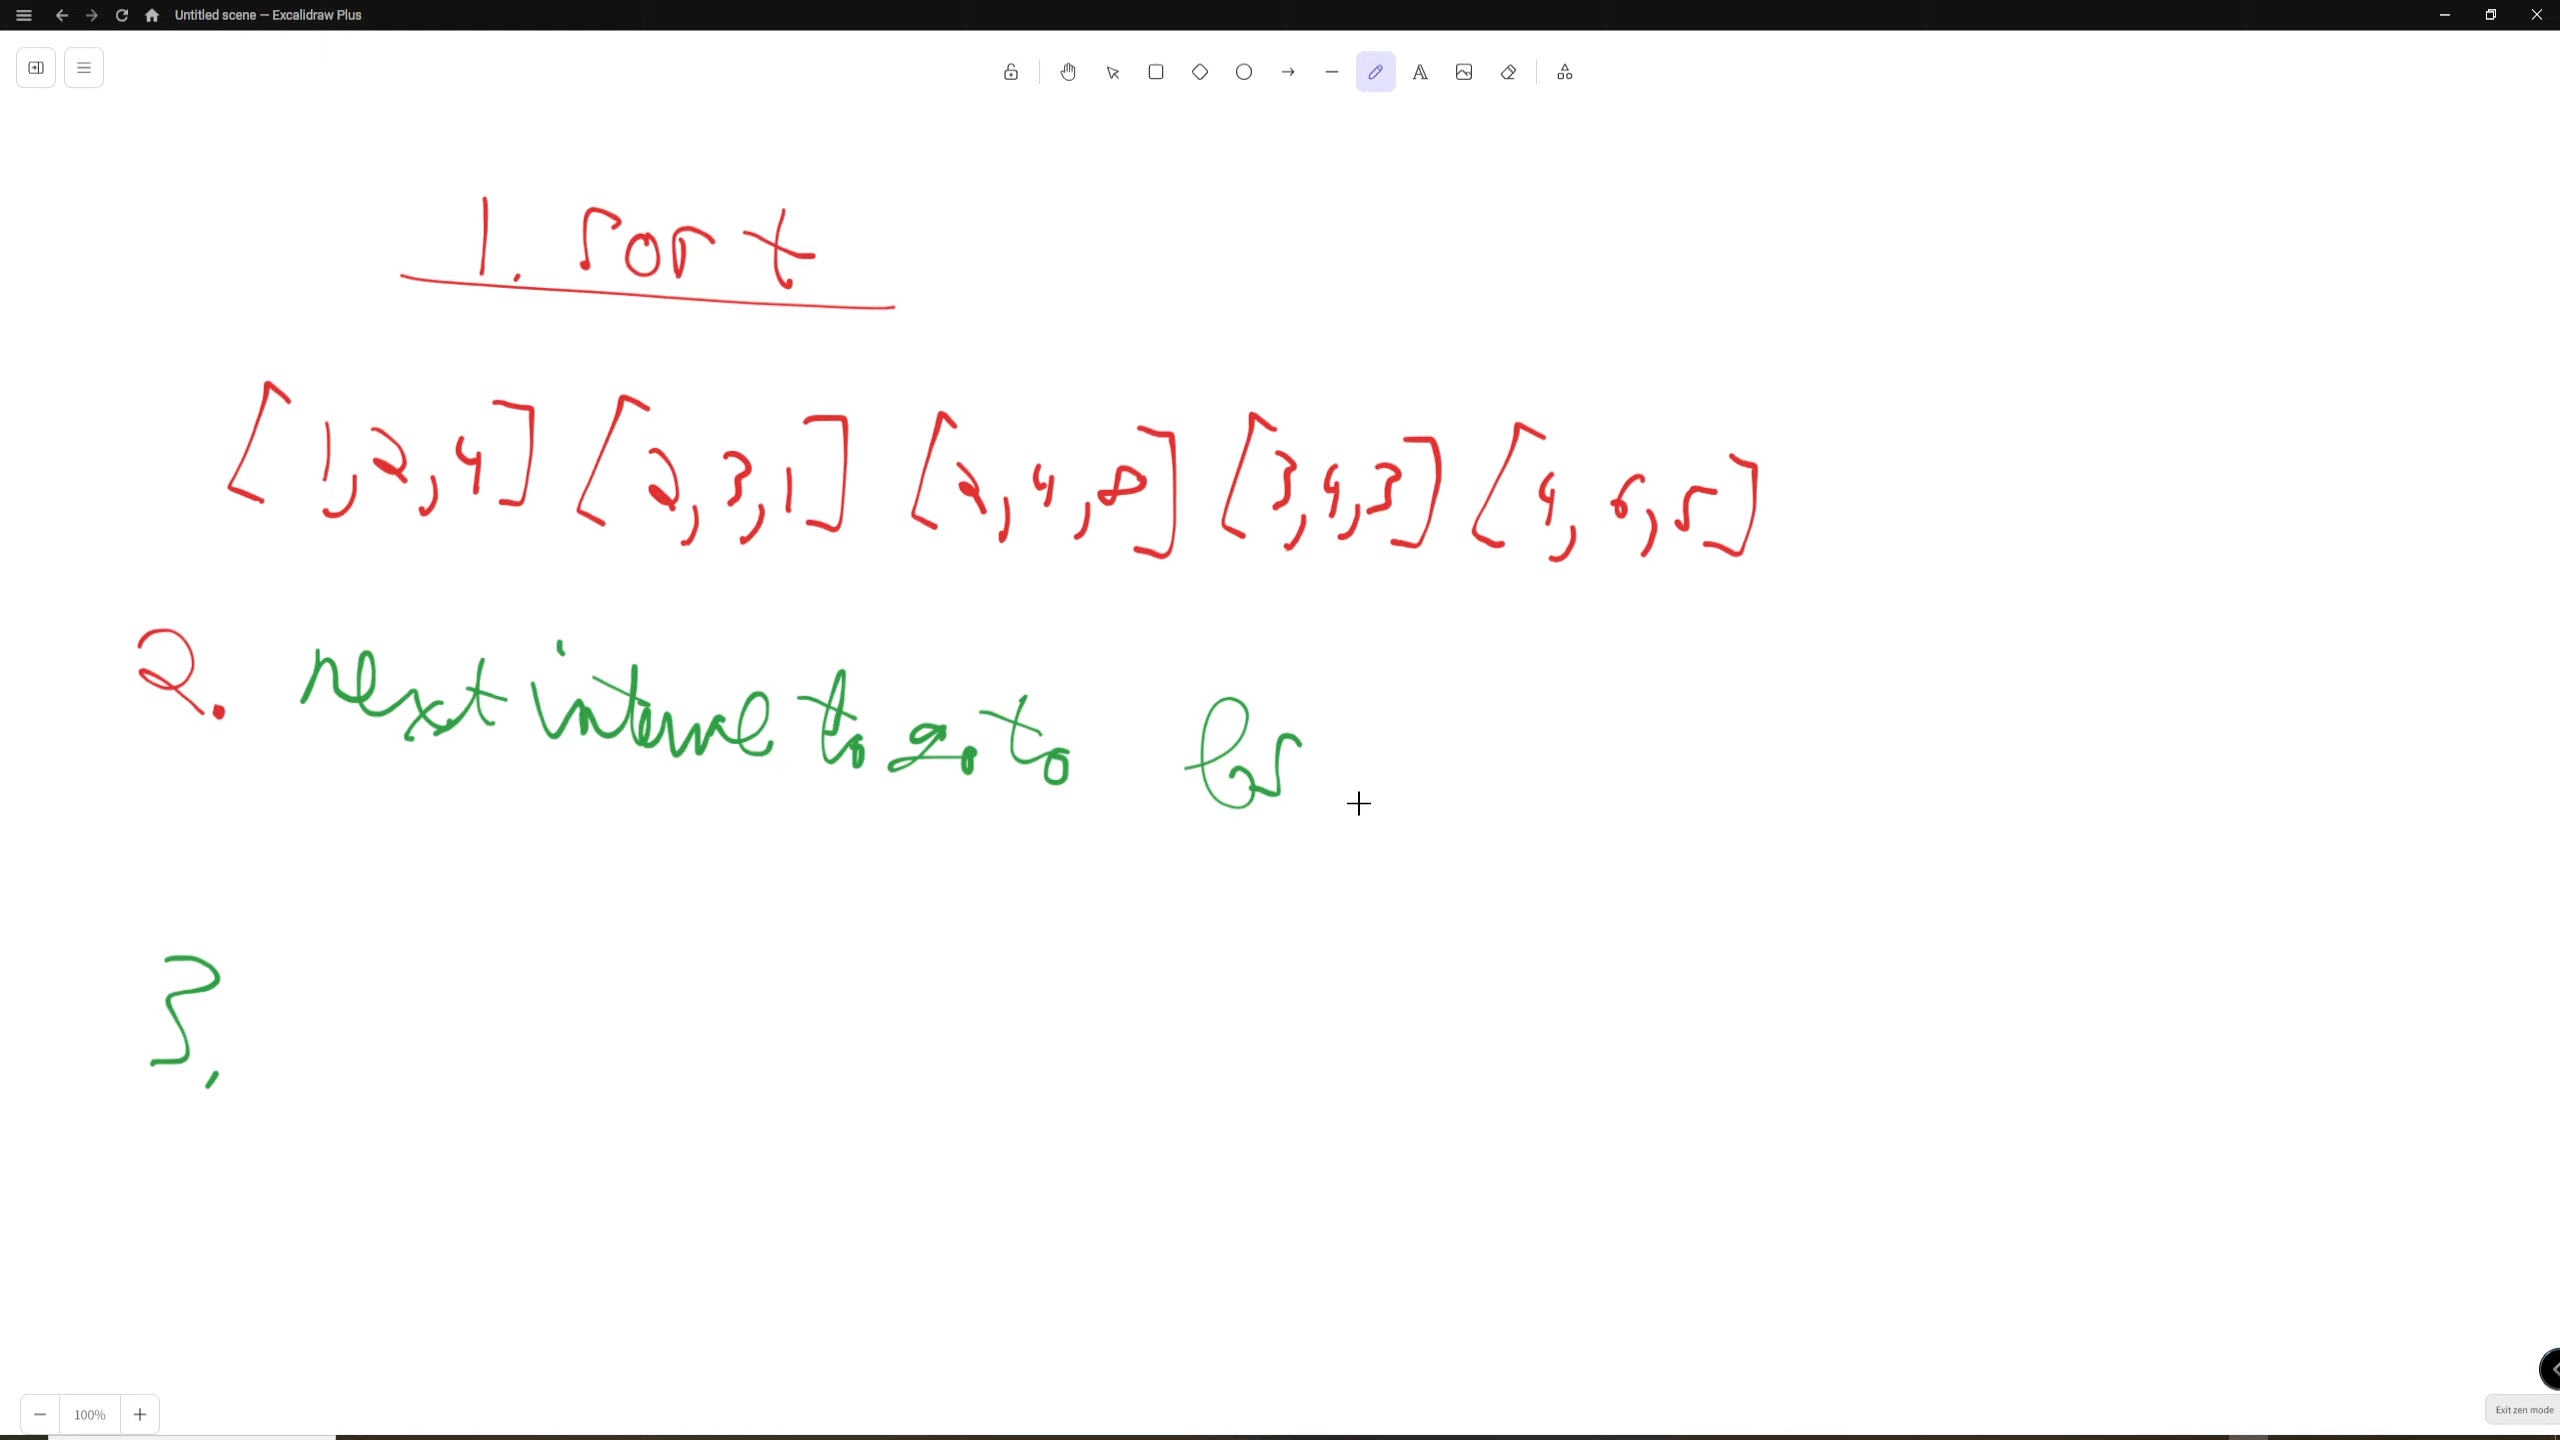 Untitled scene — Excalidraw Plus
1. sort
[1,2,4] [2,3,1] [2,4,8] [3,4,3] [4,6,5]
2. next interval to go to for
3.
100%
Exit zen mode